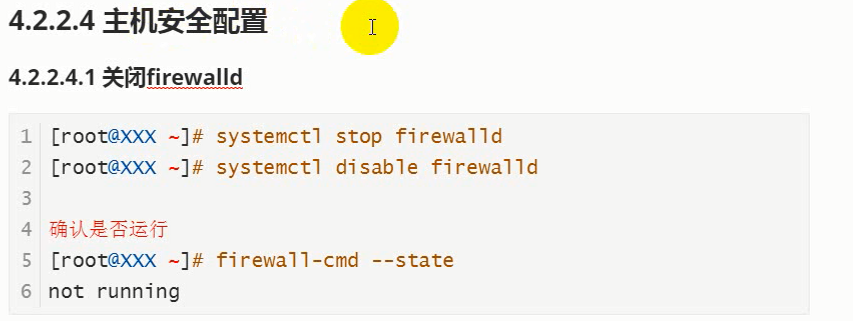 4.2.2.4 主机安全配置
4.2.2.4.1 关闭firewalld
1 [root@XXX ~]# systemctl stop firewalld
2 [root@XXX ~]# systemctl disable firewalld
3
4 确认是否运行
5 [root@XXX ~]# firewall-cmd --state
6 not running